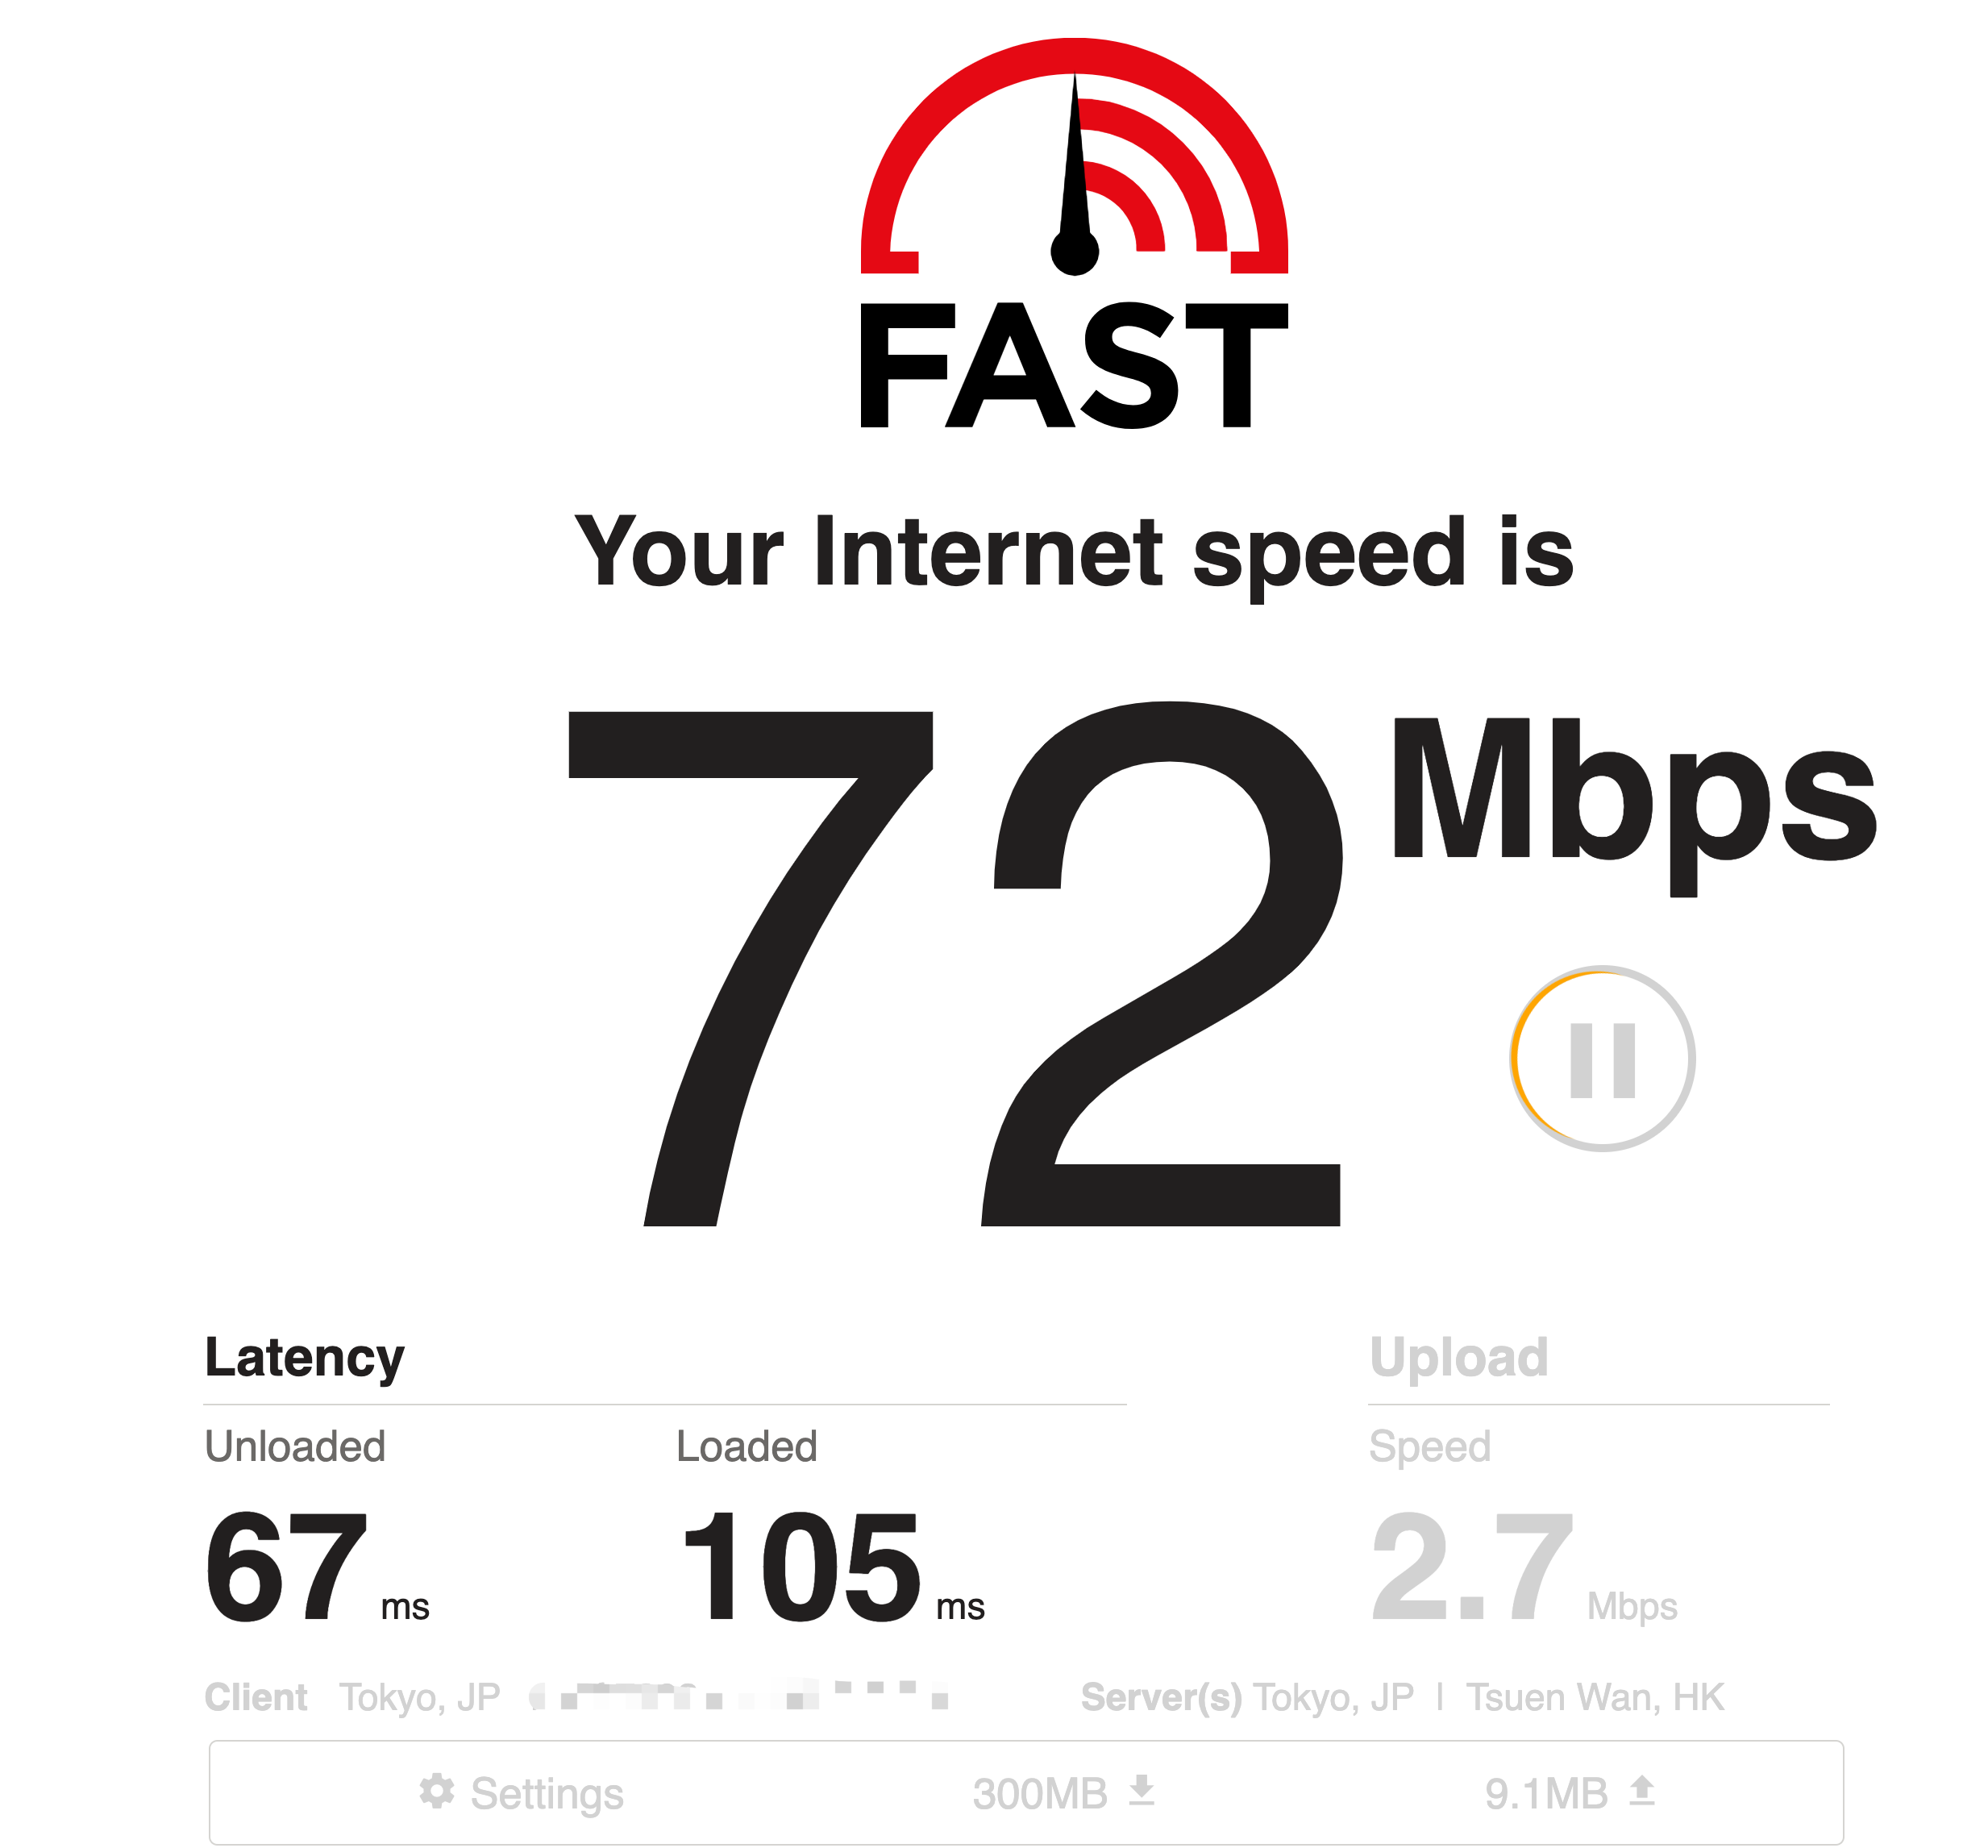 FAST
Your Internet speed is
72 Mbps
Latency
Upload
Unloaded
Loaded
Speed
67 ms
105 ms
2.7 Mbps
Client Tokyo, JP
Server(s) Tokyo, JP | Tsuen Wan, HK
Settings
300MB
9.1MB